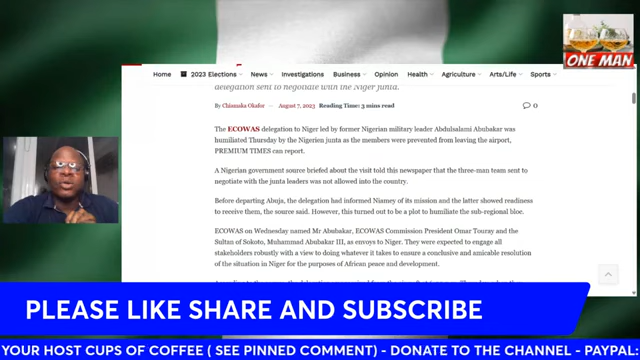 ONE MAN
Home 2023 Elections News Investigations Business Opinion Health Agriculture Arts/Life Sports
delegation sent to negotiate with the Niger junta.
By Chiamaka Okafor August 7, 2023 Reading Time: 3 mins read 0
The ECOWAS delegation to Niger led by former Nigerian military leader Abdulsalami Abubakar was
humiliated Thursday by the Nigerien junta as the members were prevented from leaving the airport,
PREMIUM TIMES can report.
A Nigerian government source briefed about the visit told this newspaper that the three-man team sent to
negotiate with the junta leaders was not allowed into the country.
Before departing Abuja, the delegation had informed Niamey of its mission and the latter showed readiness
to receive them, the source said. However, this turned out to be a plot to humiliate the sub-regional bloc.
ECOWAS on Wednesday named Mr Abubakar, ECOWAS Commission President Omar Touray and the
Sultan of Sokoto, Muhammad Abubakar III, as envoys to Niger. They were expected to engage all
stakeholders robustly with a view to doing whatever it takes to ensure a conclusive and amicable resolution
of the situation in Niger for the purposes of African peace and development.
PLEASE LIKE SHARE AND SUBSCRIBE
YOUR HOST CUPS OF COFFEE ( SEE PINNED COMMENT) - DONATE TO THE CHANNEL - PAYPAL: